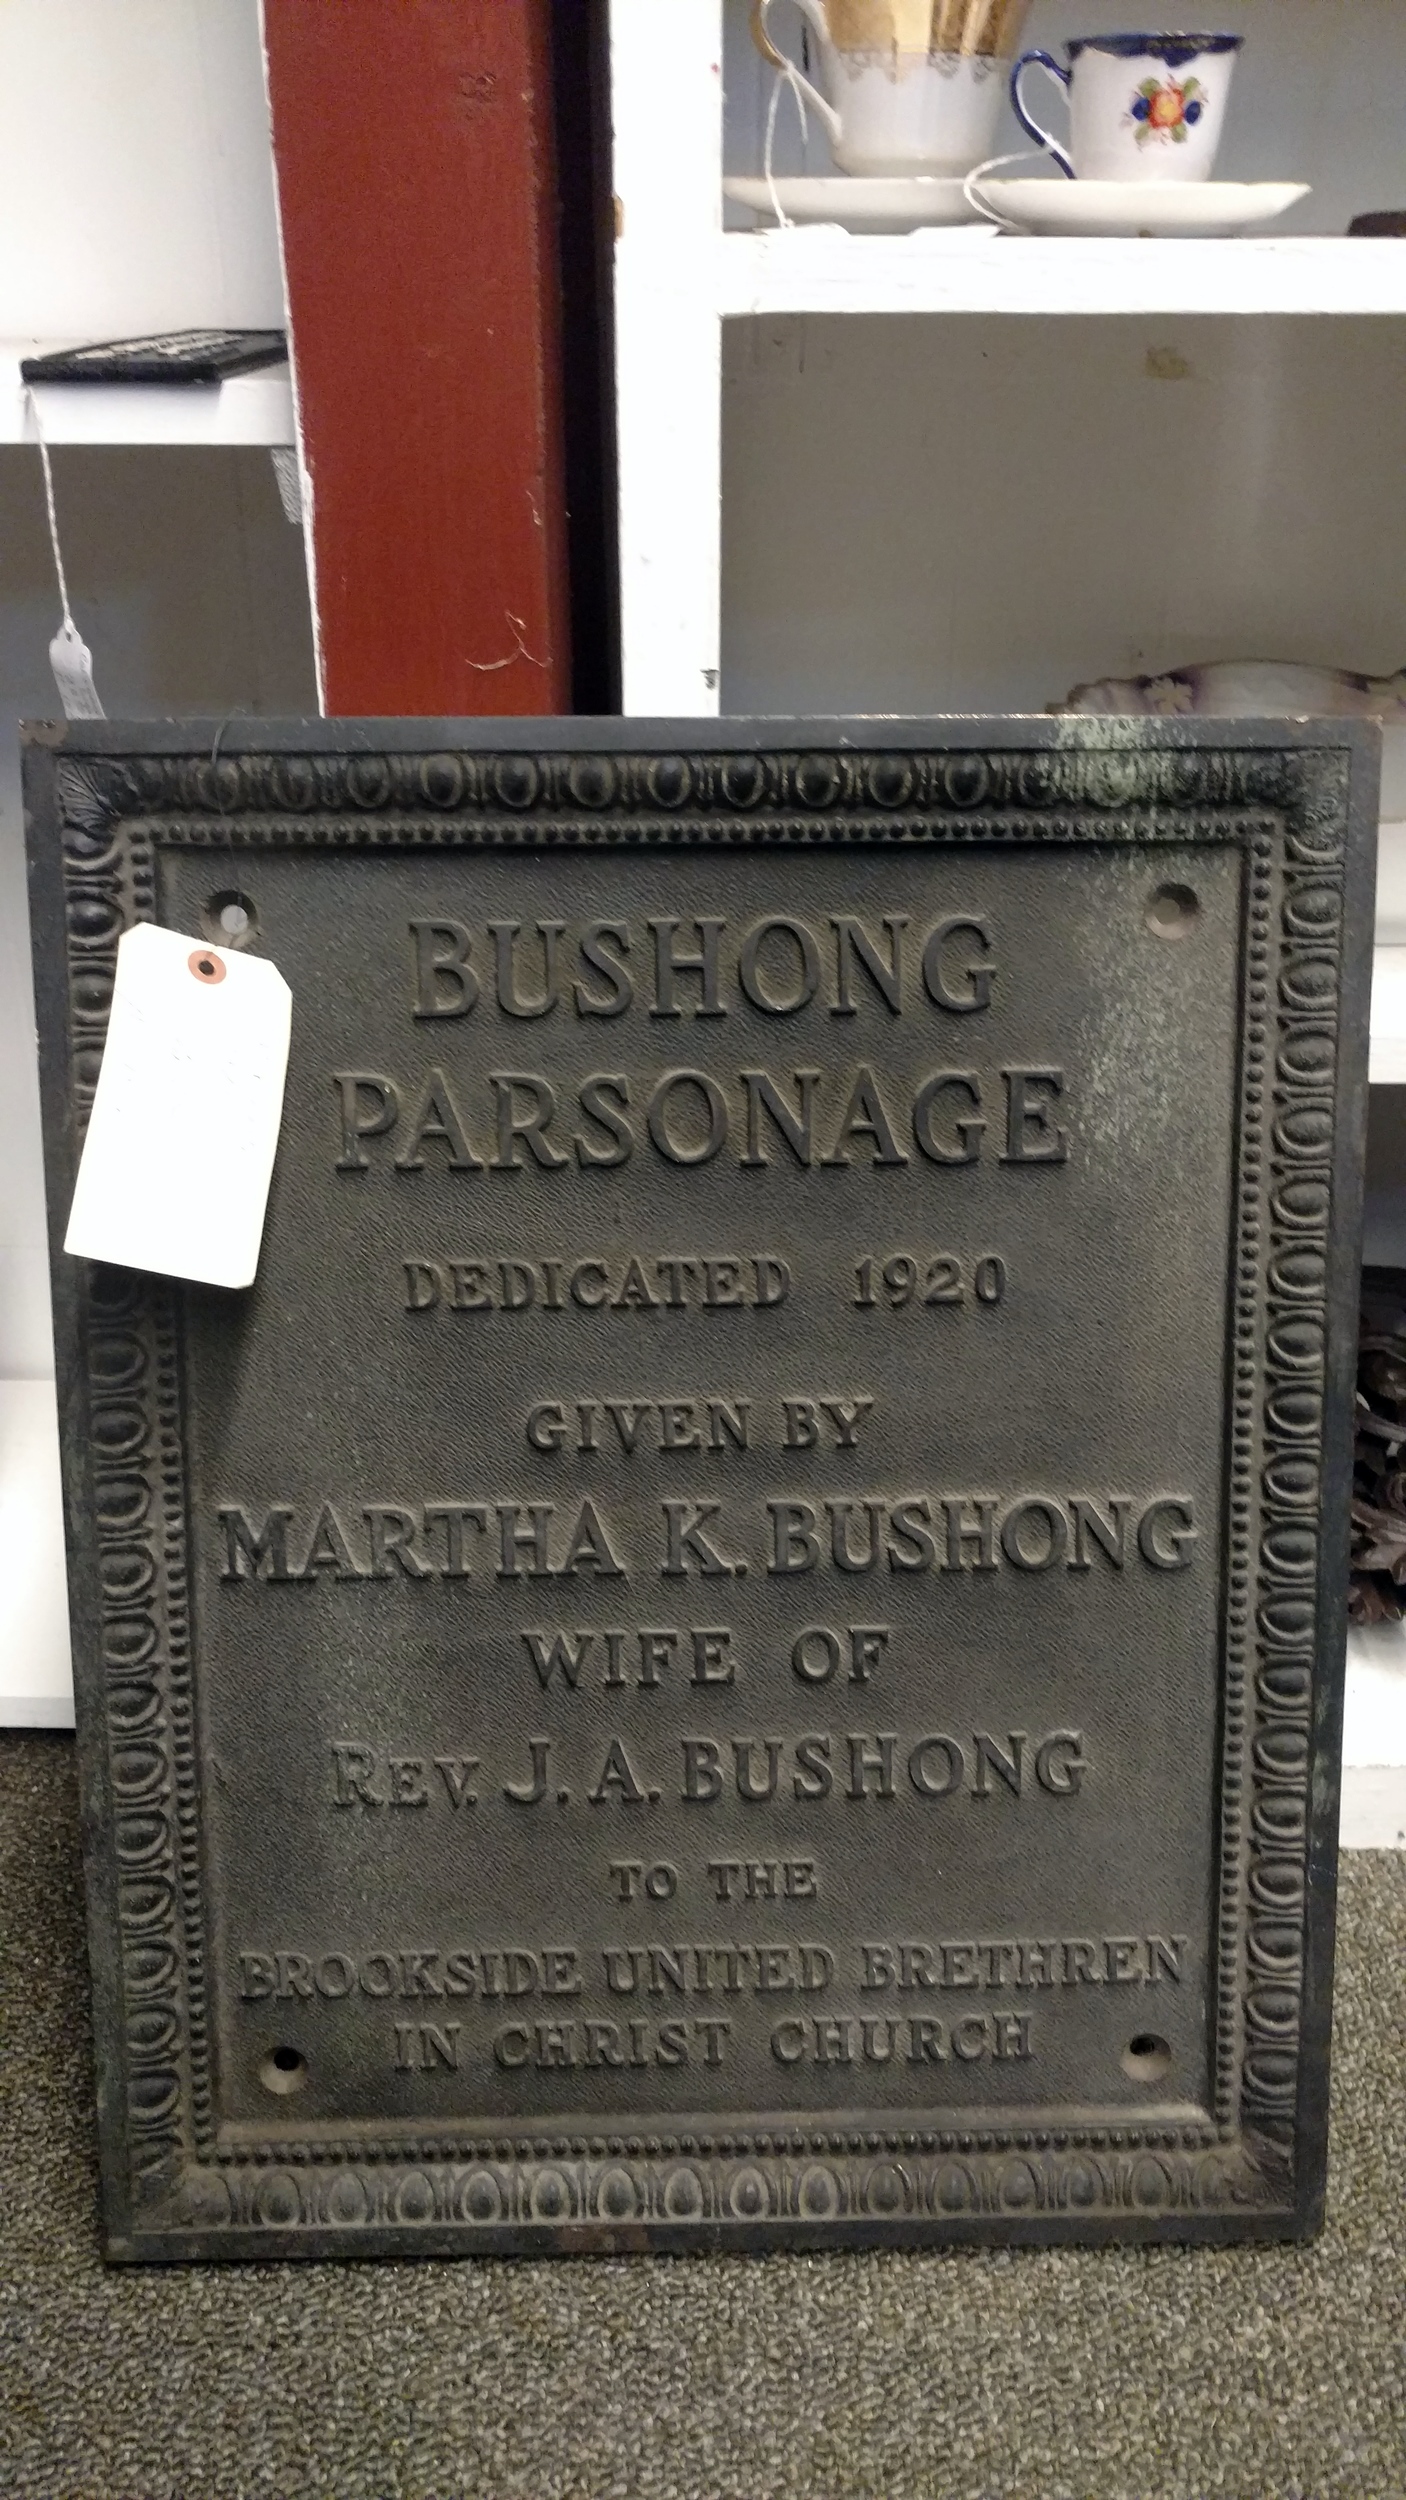 BUSHONG
PARSONAGE
DEDICATED 1920
GIVEN BY
MARTHA K. BUSHONG
WIFE OF
REV. J. A. BUSHONG
TO THE
BROOKSIDE UNITED BRETHREN
IN CHRIST CHURCH